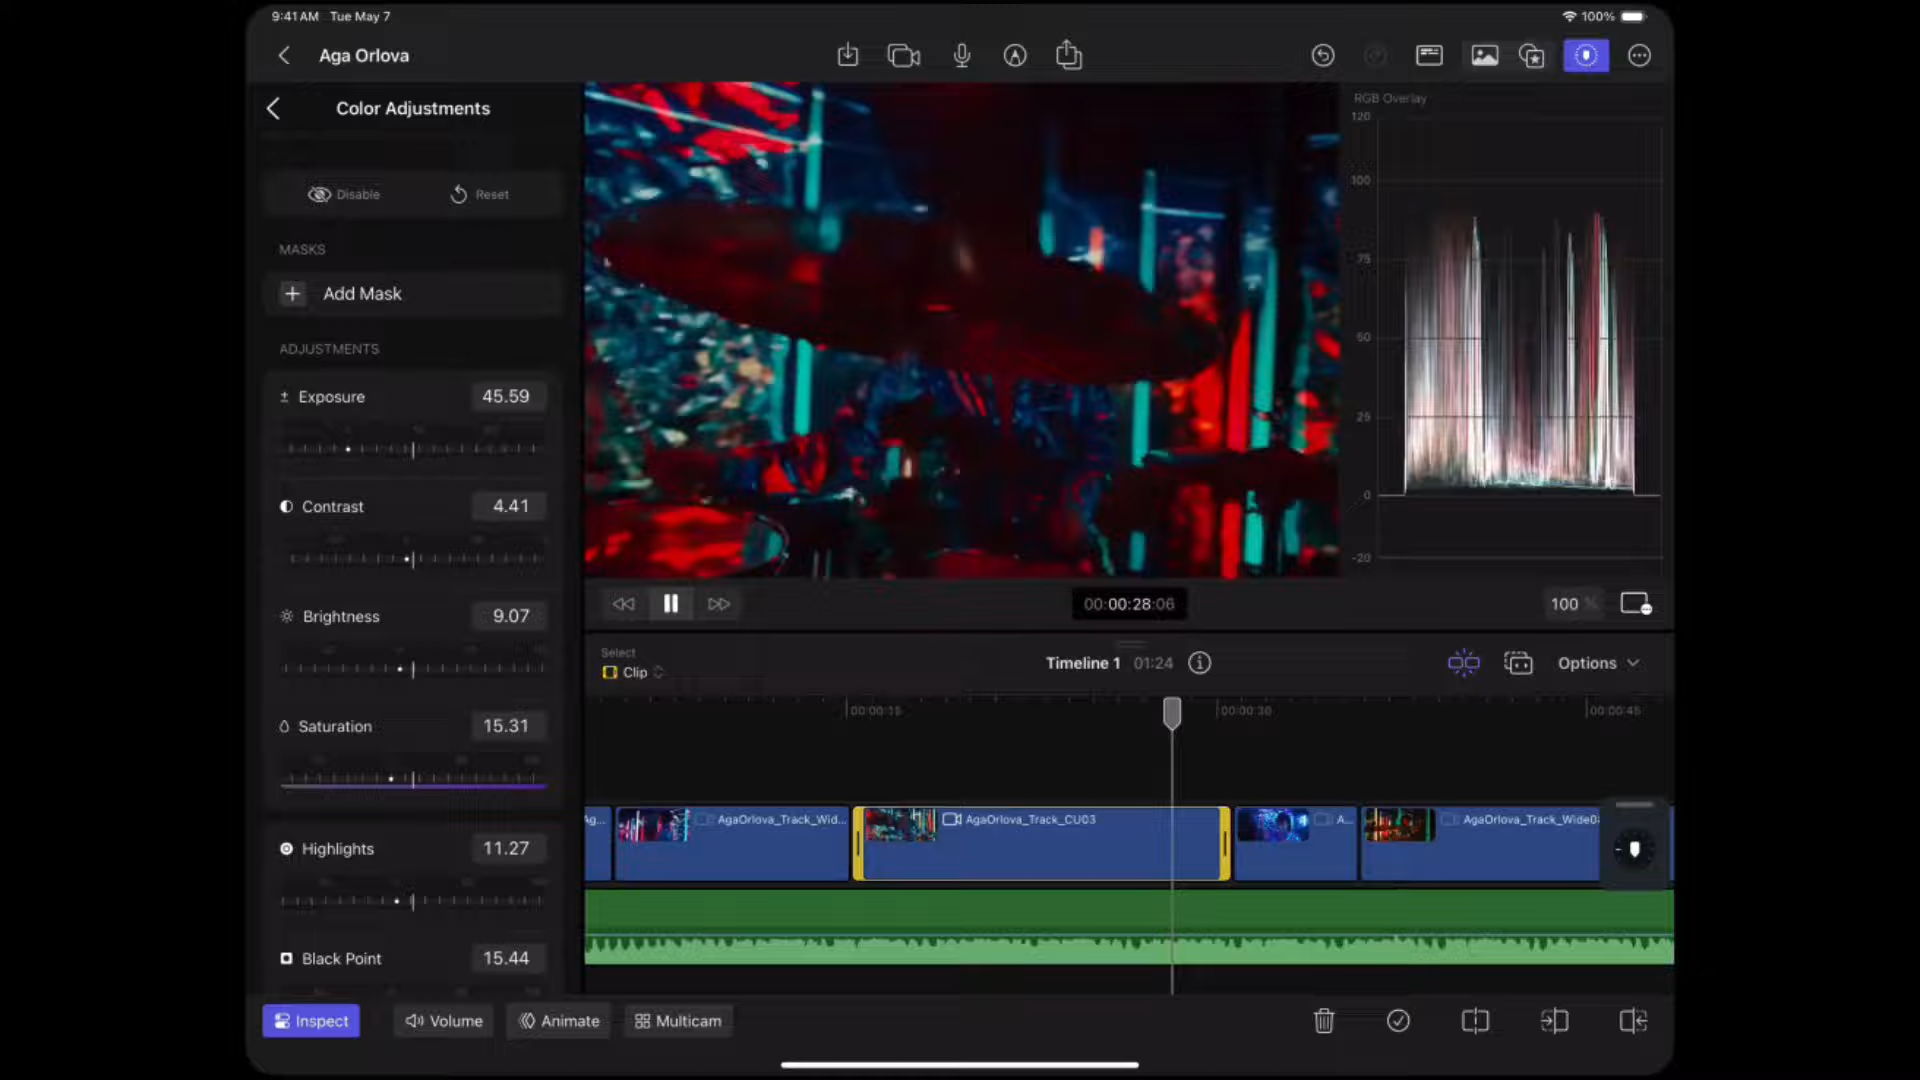 9:41 AM Tue May 7
100%
Aga Orlova
Color Adjustments
RGB Overlay
120
100
75
50
25
0
-20
Disable
Reset
MASKS
Add Mask
ADJUSTMENTS
Exposure
45.59
Contrast
4.41
Brightness
9.07
Saturation
15.31
Highlights
11.27
Black Point
15.44
00:00:28:06
100 %
Select
Clip
Timeline 1 01:24
Options
00:00:15
00:00:30
00:00:45
Ag...
AgaOrlova_Track_Wid...
AgaOrlova_Track_CU03
A...
AgaOrlova_Track_Wide0
Inspect
Volume
Animate
Multicam